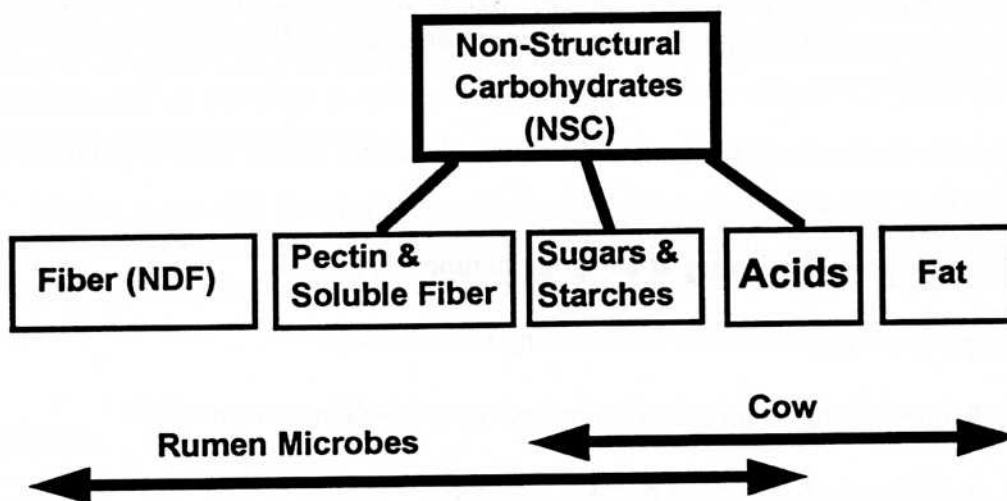 Non-Structural
Carbohydrates
(NSC)
Fiber (NDF)
Pectin &
Soluble Fiber
Sugars &
Starches
Acids
Fat
Cow
Rumen Microbes